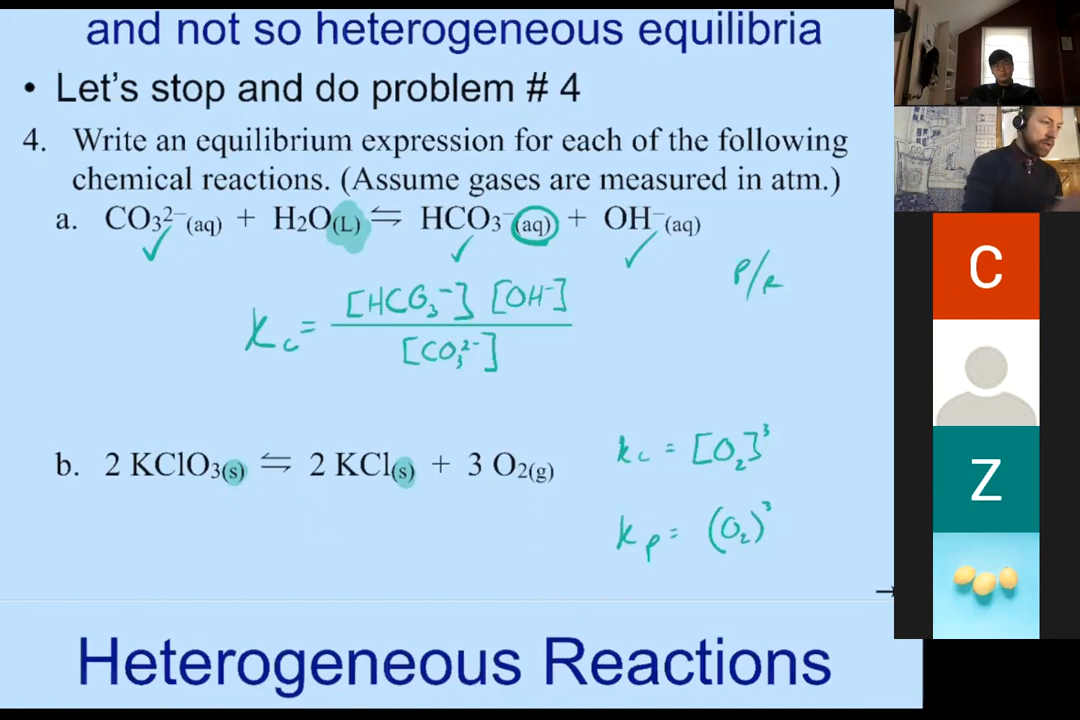 and not so heterogeneous equilibria
• Let's stop and do problem # 4
4. Write an equilibrium expression for each of the following
chemical reactions. (Assume gases are measured in atm.)
a. CO₃²⁻(aq) + H₂O(L) ⇌ HCO₃⁻(aq) + OH⁻(aq)
P/R
Kc = [HCO₃⁻] [OH⁻]
[CO₃²⁻]
b. 2 KClO₃(s) ⇌ 2 KCl(s) + 3 O₂(g)
Kc = [O₂]³
Kp = (O₂)³
Heterogeneous Reactions
C
Z